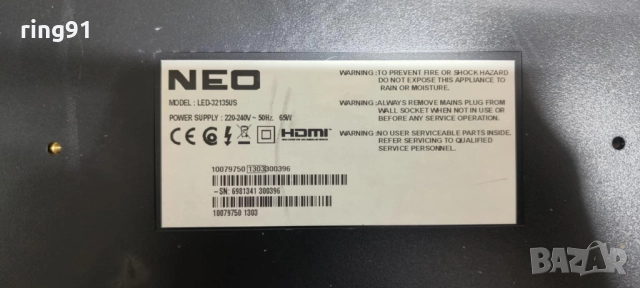 ring91
NEO
MODEL : LED-32135US
POWER SUPPLY : 220-240V ~ 50Hz, 65W
HDMI
WARNING :TO PREVENT FIRE OR SHOCK HAZARD
DO NOT EXPOSE THIS APPLIANCE TO
RAIN OR MOISTURE.
WARNING :ALWAYS REMOVE MAINS PLUG FROM
WALL SOCKET WHEN NOT IN USE OR
BEFORE ANY SERVICE OPERATION.
WARNING :NO USER SERVICEABLE PARTS INSIDE,
REFER SERVICING TO QUALIFIED
SERVICE PERSONNEL.
10079750 1303 300396
-SN: 6981341 300396
10079750 1303
BAZAR